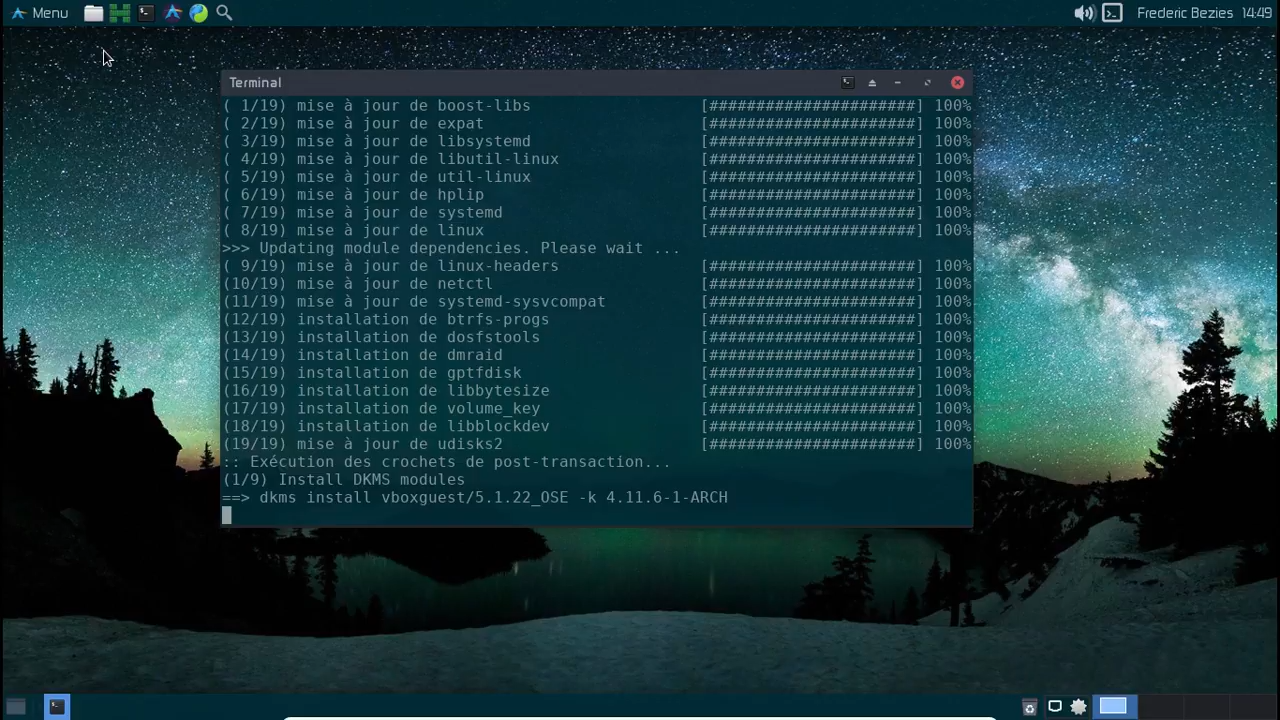 Menu
Frederic Bezies 14:49
Terminal
( 1/19) mise à jour de boost-libs [######################] 100%
( 2/19) mise à jour de expat [######################] 100%
( 3/19) mise à jour de libsystemd [######################] 100%
( 4/19) mise à jour de libutil-linux [######################] 100%
( 5/19) mise à jour de util-linux [######################] 100%
( 6/19) mise à jour de hplip [######################] 100%
( 7/19) mise à jour de systemd [######################] 100%
( 8/19) mise à jour de linux [######################] 100%
>>> Updating module dependencies. Please wait ...
( 9/19) mise à jour de linux-headers [######################] 100%
(10/19) mise à jour de netctl [######################] 100%
(11/19) mise à jour de systemd-sysvcompat [######################] 100%
(12/19) installation de btrfs-progs [######################] 100%
(13/19) installation de dosfstools [######################] 100%
(14/19) installation de dmraid [######################] 100%
(15/19) installation de gptfdisk [######################] 100%
(16/19) installation de libbytesize [######################] 100%
(17/19) installation de volume_key [######################] 100%
(18/19) installation de libblockdev [######################] 100%
(19/19) mise à jour de udisks2 [######################] 100%
:: Exécution des crochets de post-transaction...
(1/9) Install DKMS modules
==> dkms install vboxguest/5.1.22_OSE -k 4.11.6-1-ARCH